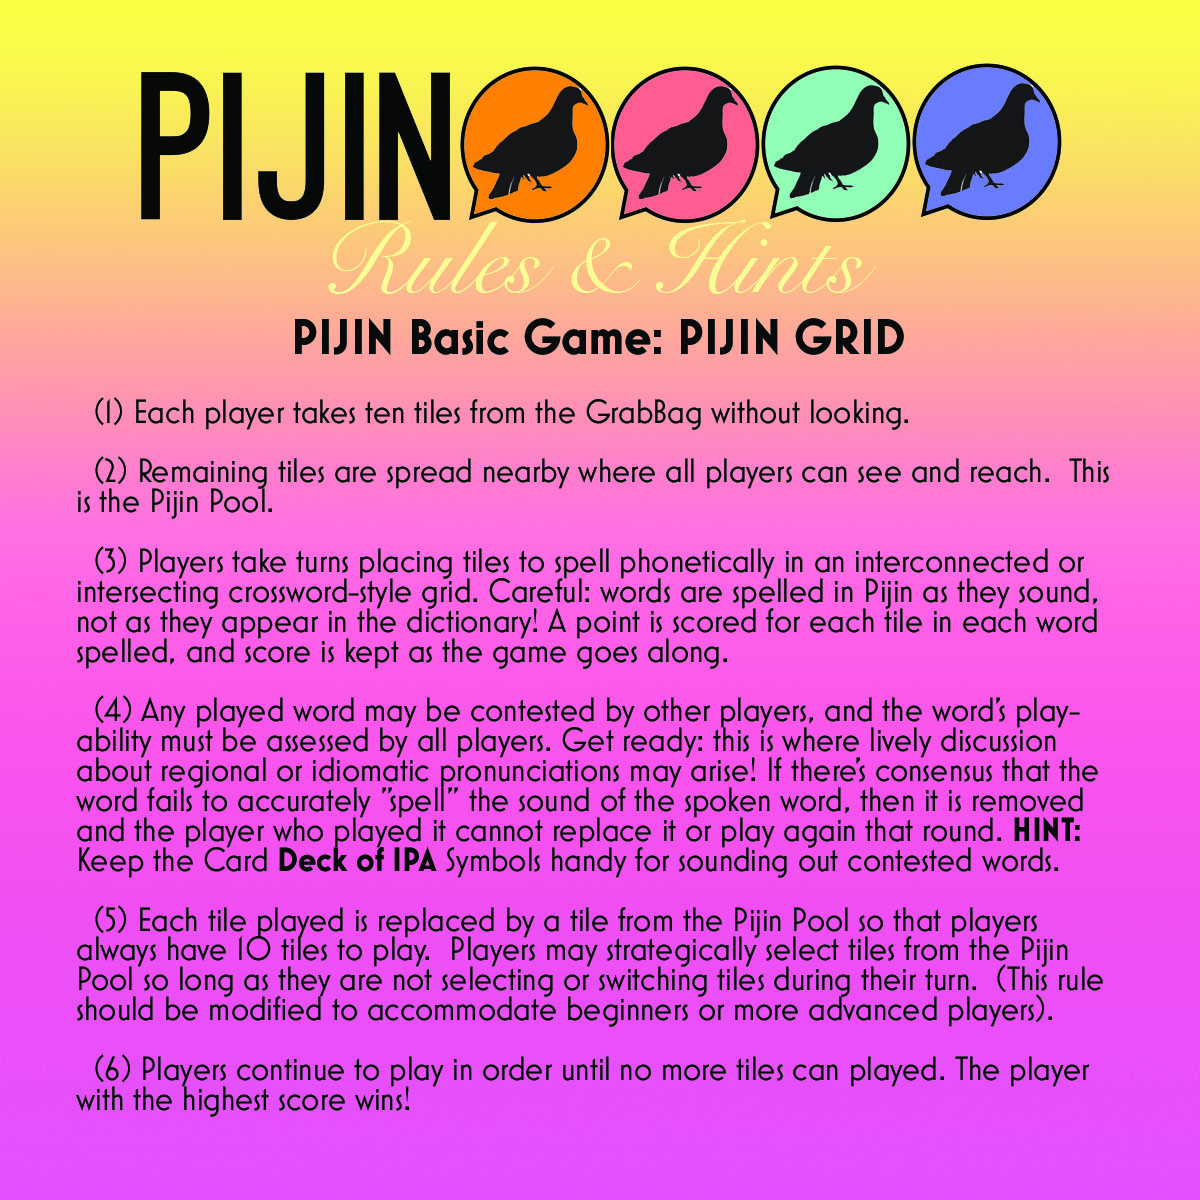 PIJIN
Rules & Hints
PIJIN Basic Game: PIJIN GRID
(1) Each player takes ten tiles from the GrabBag without looking.
(2) Remaining tiles are spread nearby where all players can see and reach.  This
is the Pijin Pool.
(3) Players take turns placing tiles to spell phonetically in an interconnected or
intersecting crossword-style grid. Careful: words are spelled in Pijin as they sound,
not as they appear in the dictionary! A point is scored for each tile in each word
spelled, and score is kept as the game goes along.
(4) Any played word may be contested by other players, and the word's play-
ability must be assessed by all players. Get ready: this is where lively discussion
about regional or idiomatic pronunciations may arise! If there's consensus that the
word fails to accurately "spell" the sound of the spoken word, then it is removed
and the player who played it cannot replace it or play again that round. HINT:
Keep the Card Deck of IPA Symbols handy for sounding out contested words.
(5) Each tile played is replaced by a tile from the Pijin Pool so that players
always have 10 tiles to play.  Players may strategically select tiles from the Pijin
Pool so long as they are not selecting or switching tiles during their turn.  (This rule
should be modified to accommodate beginners or more advanced players).
(6) Players continue to play in order until no more tiles can played. The player
with the highest score wins!